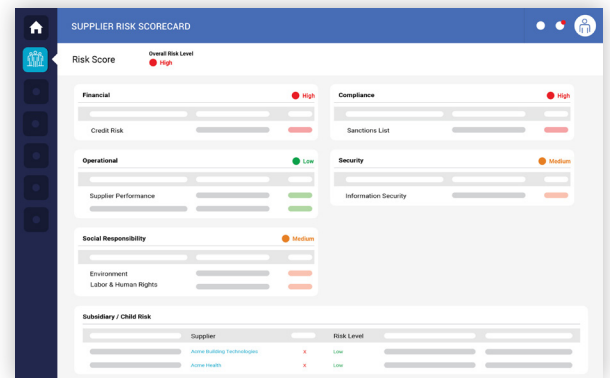 SUPPLIER RISK SCORECARD
Risk Score
Overall Risk Level
High
Financial
High
Credit Risk
Compliance
High
Sanctions List
Operational
Low
Supplier Performance
Security
Medium
Information Security
Social Responsibility
Medium
Environment
Labor & Human Rights
Subsidiary / Child Risk
Supplier
Risk Level
Acme Building Technologies
x
Low
Acme Health
x
Low